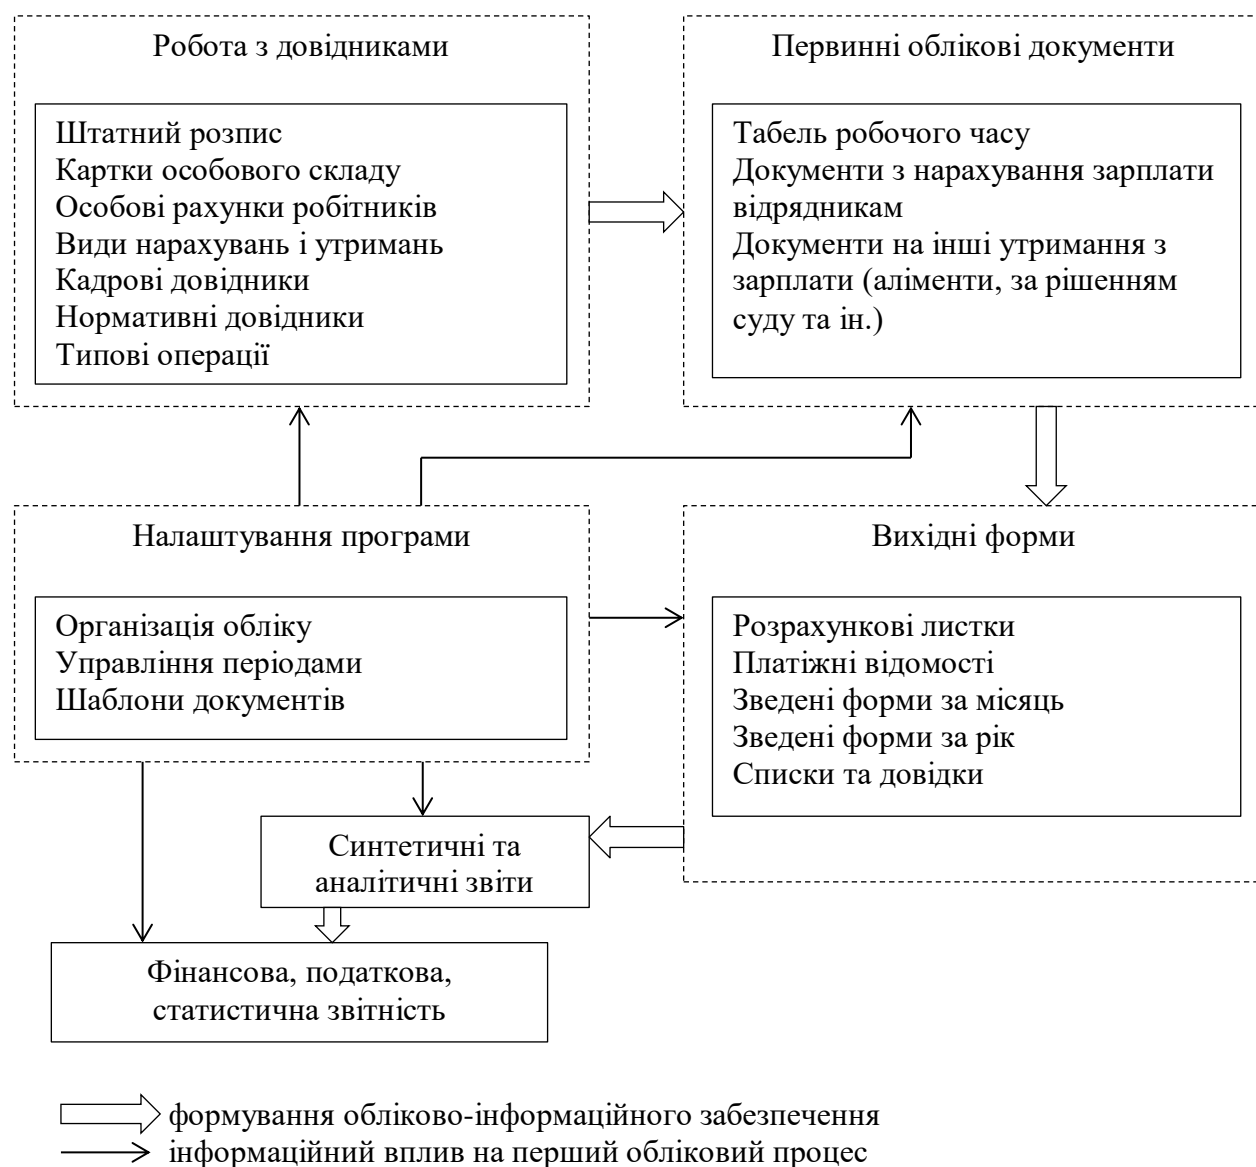 Робота з довідниками
Штатний розпис
Картки особового складу
Особові рахунки робітників
Види нарахувань і утримань
Кадрові довідники
Нормативні довідники
Типові операції
Первинні облікові документи
Табель робочого часу
Документи з нарахування зарплати
відрядникам
Документи на інші утримання з
зарплати (аліменти, за рішенням
суду та ін.)
Налаштування програми
Організація обліку
Управління періодами
Шаблони документів
Вихідні форми
Розрахункові листки
Платіжні відомості
Зведені форми за місяць
Зведені форми за рік
Списки та довідки
Синтетичні та
аналітичні звіти
Фінансова, податкова,
статистична звітність
формування обліково-інформаційного забезпечення
інформаційний вплив на перший обліковий процес